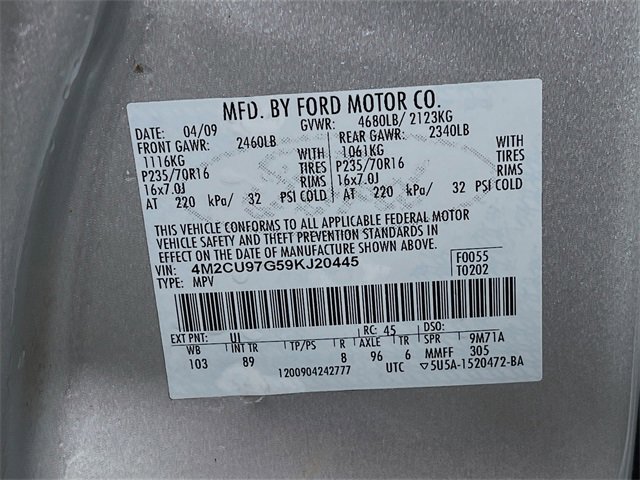 MFD. BY FORD MOTOR CO.
DATE: 04/09 GVWR: 4680LB/ 2123KG
FRONT GAWR: 2460LB REAR GAWR: 2340LB
1116KG WITH 1061KG WITH
P235/70R16 TIRES P235/70R16 TIRES
16x7.0J RIMS 16x7.0J RIMS
AT 220 kPa/ 32 PSI COLD AT 220 kPa/ 32 PSI COLD
THIS VEHICLE CONFORMS TO ALL APPLICABLE FEDERAL MOTOR
VEHICLE SAFETY AND THEFT PREVENTION STANDARDS IN
EFFECT ON THE DATE OF MANUFACTURE SHOWN ABOVE.
VIN: 4M2CU97G59KJ20445 F0055
TYPE: MPV T0202
EXT PNT: UI RC: 45 DSO:
WB INT TR TP/PS R AXLE TR SPR 9M71A
103 89 8 96 6 MMFF 305
1200904242777 UTC ▽5U5A-1520472-BA